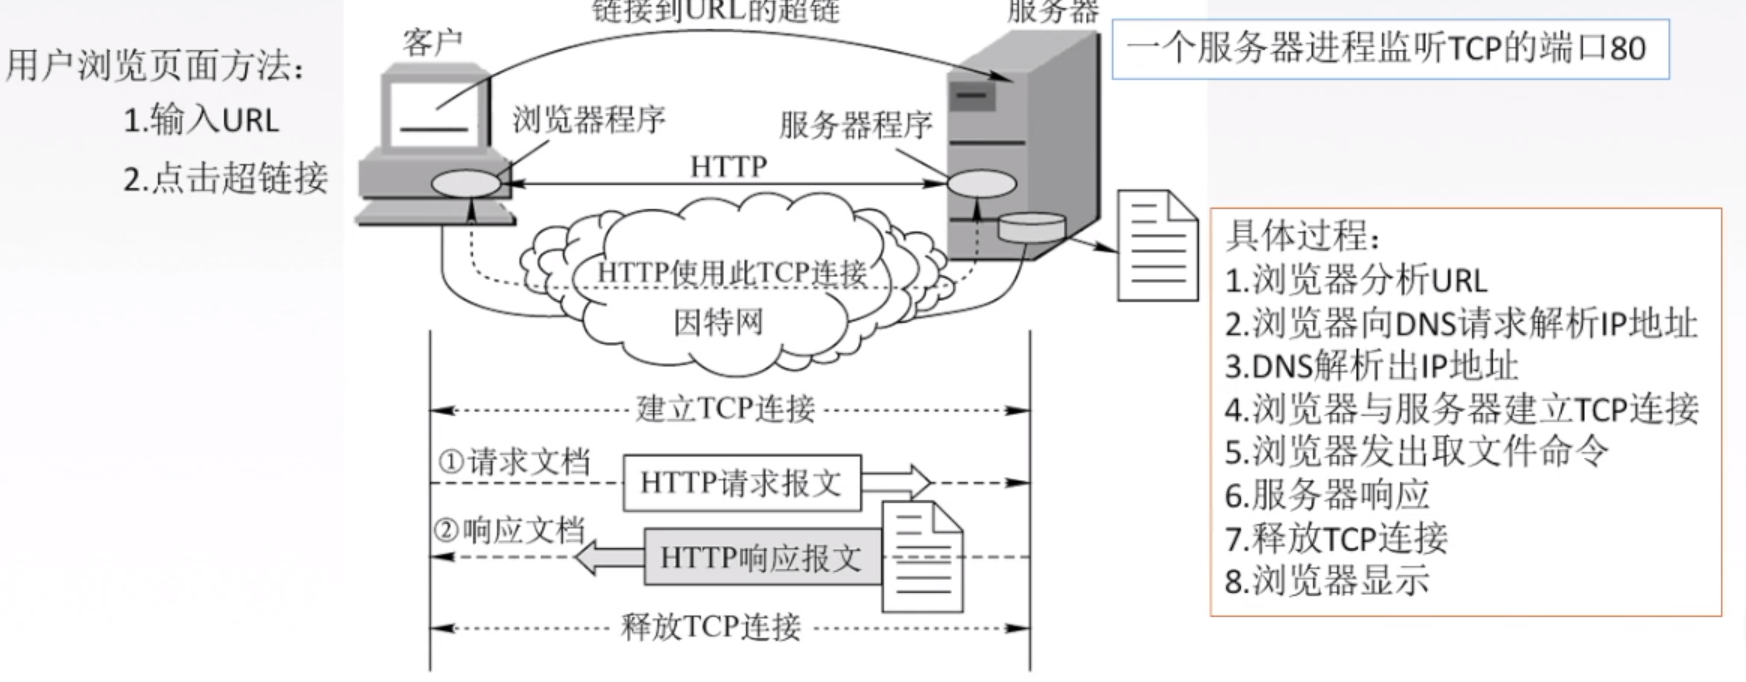 链接到URL的超链
服务器
客户
用户浏览页面方法：
1.输入URL
2.点击超链接
一个服务器进程监听TCP的端口80
浏览器程序
服务器程序
HTTP
HTTP使用此TCP连接
因特网
建立TCP连接
①请求文档
HTTP请求报文
②响应文档
HTTP响应报文
释放TCP连接
具体过程：
1.浏览器分析URL
2.浏览器向DNS请求解析IP地址
3.DNS解析出IP地址
4.浏览器与服务器建立TCP连接
5.浏览器发出取文件命令
6.服务器响应
7.释放TCP连接
8.浏览器显示